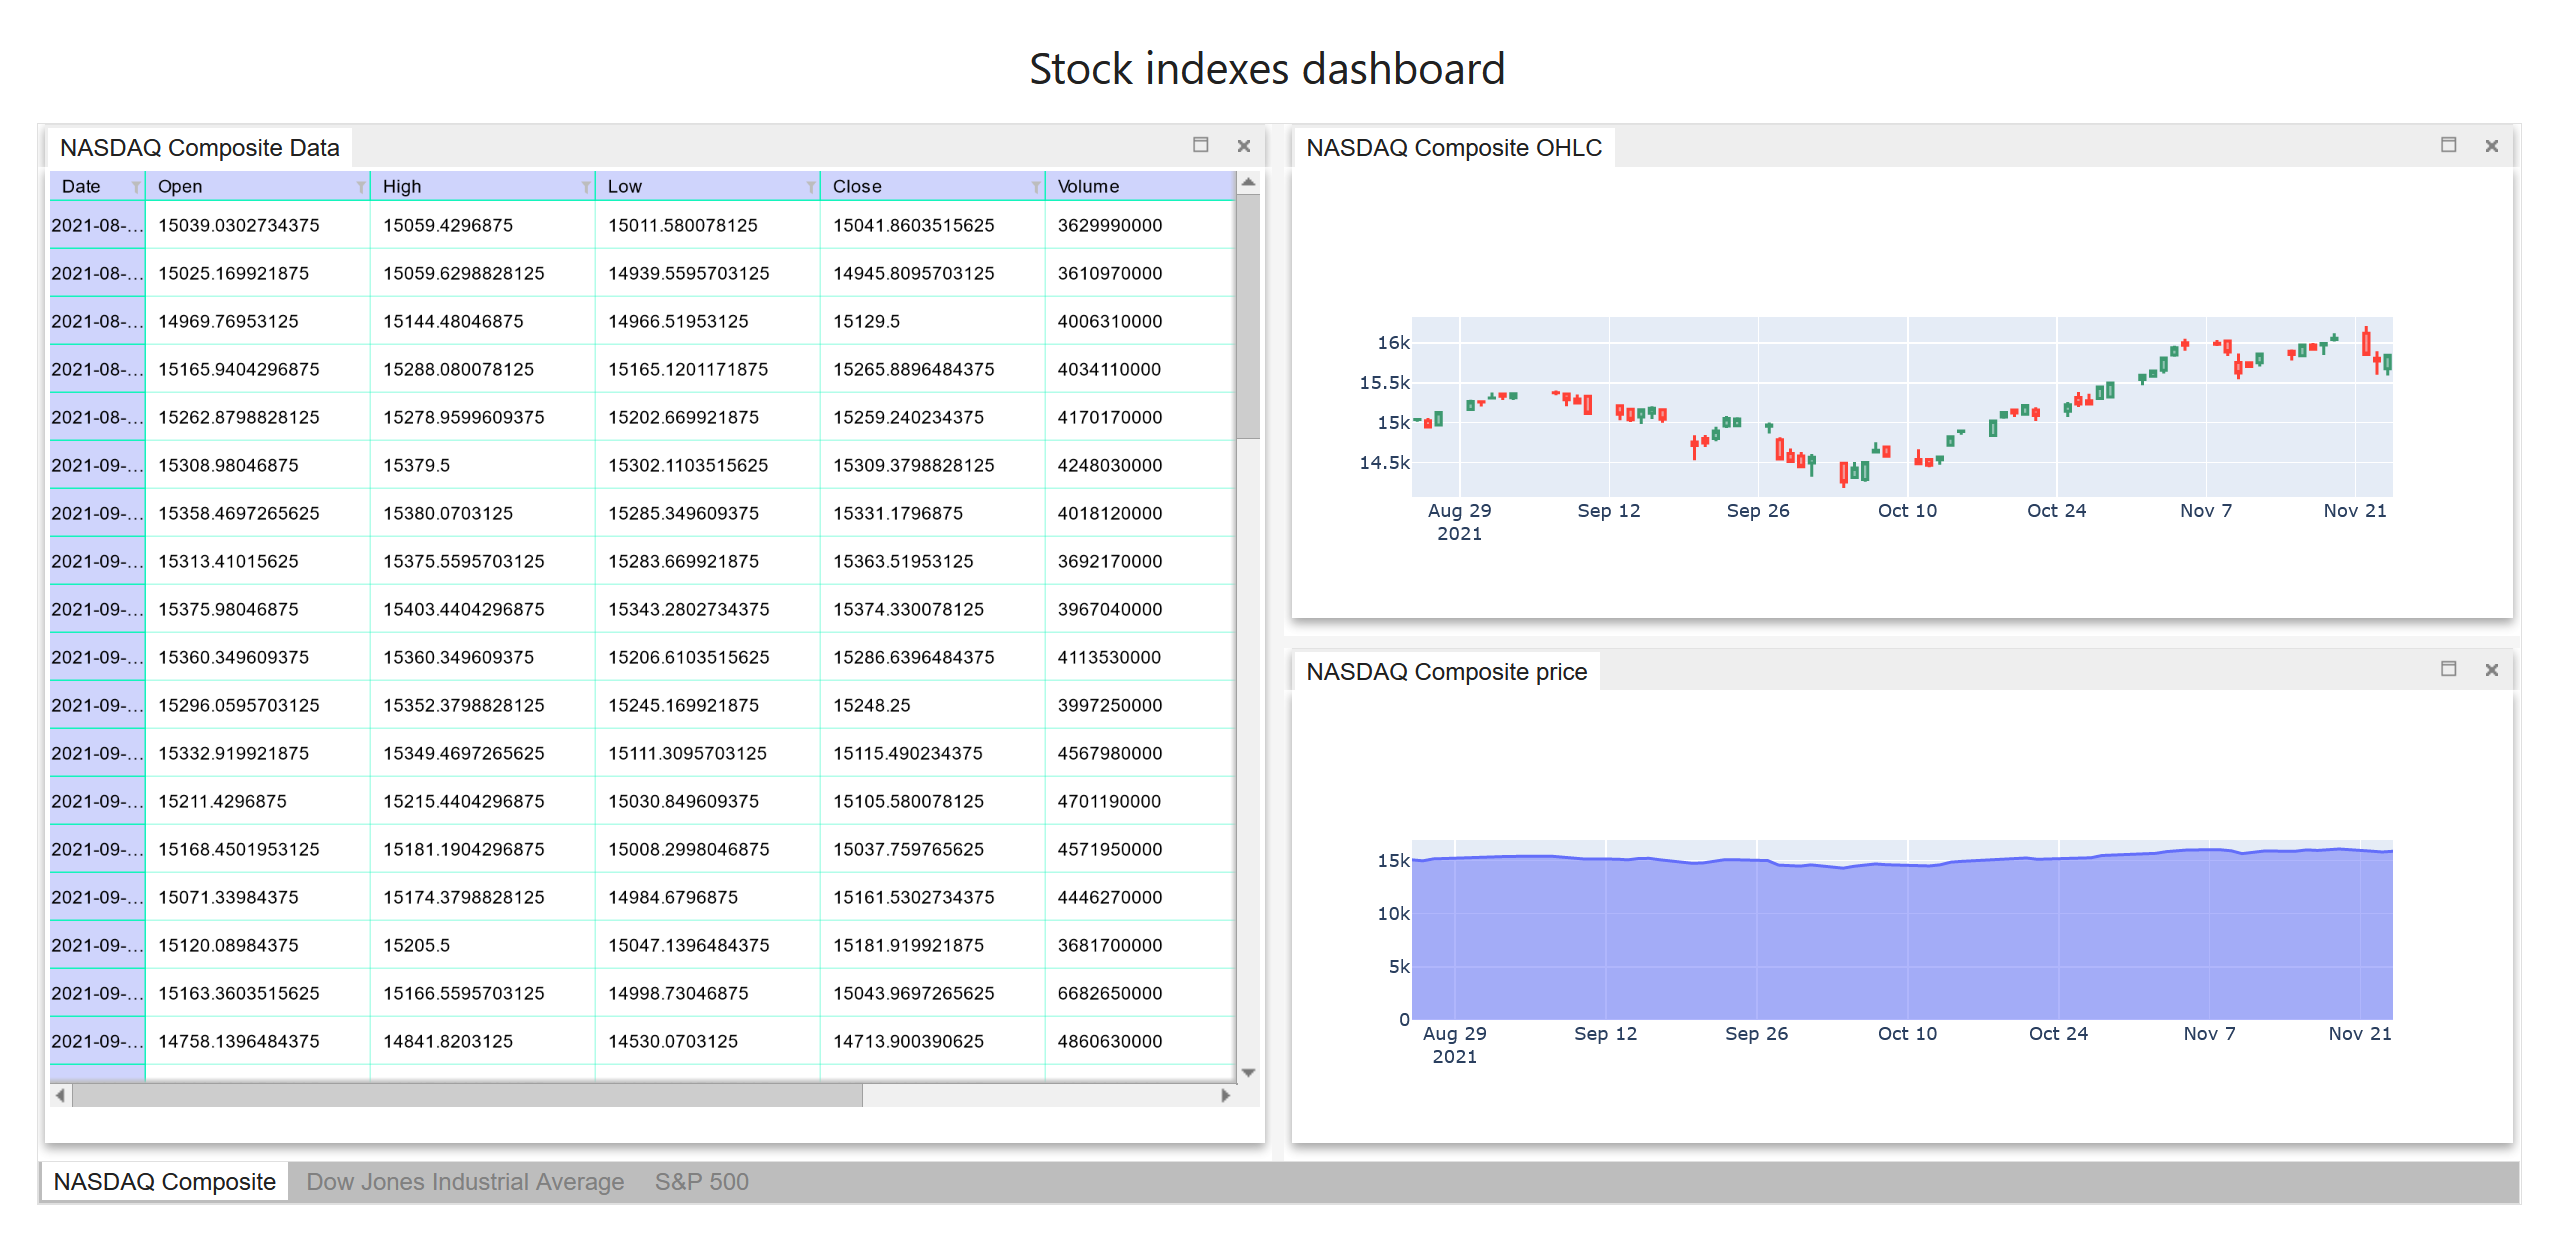 Stock indexes dashboard
NASDAQ Composite Data
Date Open High Low Close Volume
2021-08-... 15039.0302734375 15059.4296875 15011.580078125 15041.8603515625 3629990000
2021-08-... 15025.169921875 15059.6298828125 14939.5595703125 14945.8095703125 3610970000
2021-08-... 14969.76953125 15144.48046875 14966.51953125 15129.5 4006310000
2021-08-... 15165.9404296875 15288.080078125 15165.1201171875 15265.8896484375 4034110000
2021-08-... 15262.8798828125 15278.9599609375 15202.669921875 15259.240234375 4170170000
2021-09-... 15308.98046875 15379.5 15302.1103515625 15309.3798828125 4248030000
2021-09-... 15358.4697265625 15380.0703125 15285.349609375 15331.1796875 4018120000
2021-09-... 15313.41015625 15375.5595703125 15283.669921875 15363.51953125 3692170000
2021-09-... 15375.98046875 15403.4404296875 15343.2802734375 15374.330078125 3967040000
2021-09-... 15360.349609375 15360.349609375 15206.6103515625 15286.6396484375 4113530000
2021-09-... 15296.0595703125 15352.3798828125 15245.169921875 15248.25 3997250000
2021-09-... 15332.919921875 15349.4697265625 15111.3095703125 15115.490234375 4567980000
2021-09-... 15211.4296875 15215.4404296875 15030.849609375 15105.580078125 4701190000
2021-09-... 15168.4501953125 15181.1904296875 15008.2998046875 15037.759765625 4571950000
2021-09-... 15071.33984375 15174.3798828125 14984.6796875 15161.5302734375 4446270000
2021-09-... 15120.08984375 15205.5 15047.1396484375 15181.919921875 3681700000
2021-09-... 15163.3603515625 15166.5595703125 14998.73046875 15043.9697265625 6682650000
2021-09-... 14758.1396484375 14841.8203125 14530.0703125 14713.900390625 4860630000
NASDAQ Composite OHLC
16k
15.5k
15k
14.5k
Aug 29 Sep 12 Sep 26 Oct 10 Oct 24 Nov 7 Nov 21
2021
NASDAQ Composite price
15k
10k
5k
0
Aug 29 Sep 12 Sep 26 Oct 10 Oct 24 Nov 7 Nov 21
2021
NASDAQ Composite Dow Jones Industrial Average S&P 500